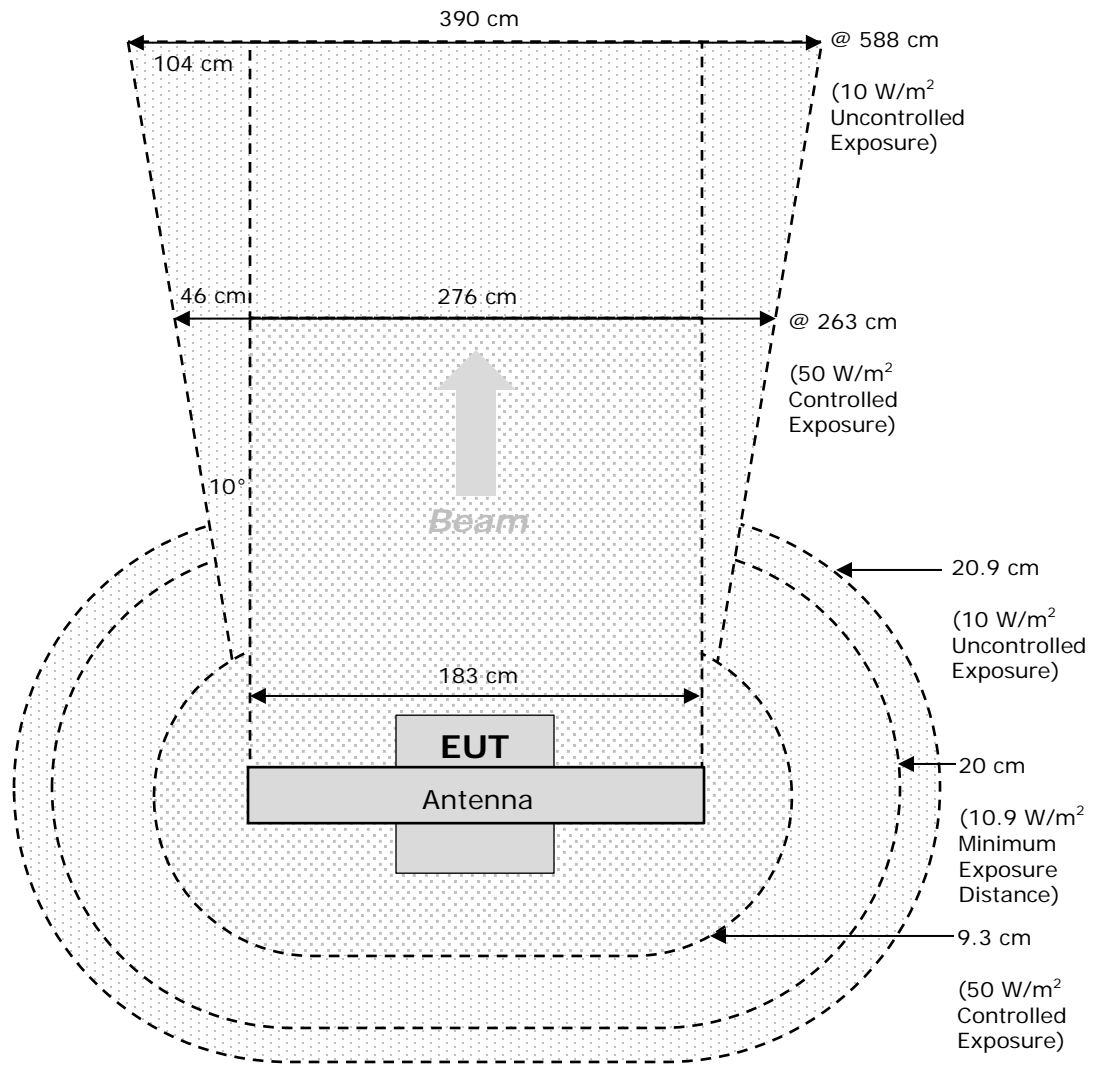 390 cm
@ 588 cm
104 cm
(10 W/m²
Uncontrolled
Exposure)
46 cm
276 cm
@ 263 cm
(50 W/m²
Controlled
Exposure)
10°
Beam
20.9 cm
(10 W/m²
Uncontrolled
Exposure)
183 cm
EUT
20 cm
Antenna
(10.9 W/m²
Minimum
Exposure
Distance)
9.3 cm
(50 W/m²
Controlled
Exposure)